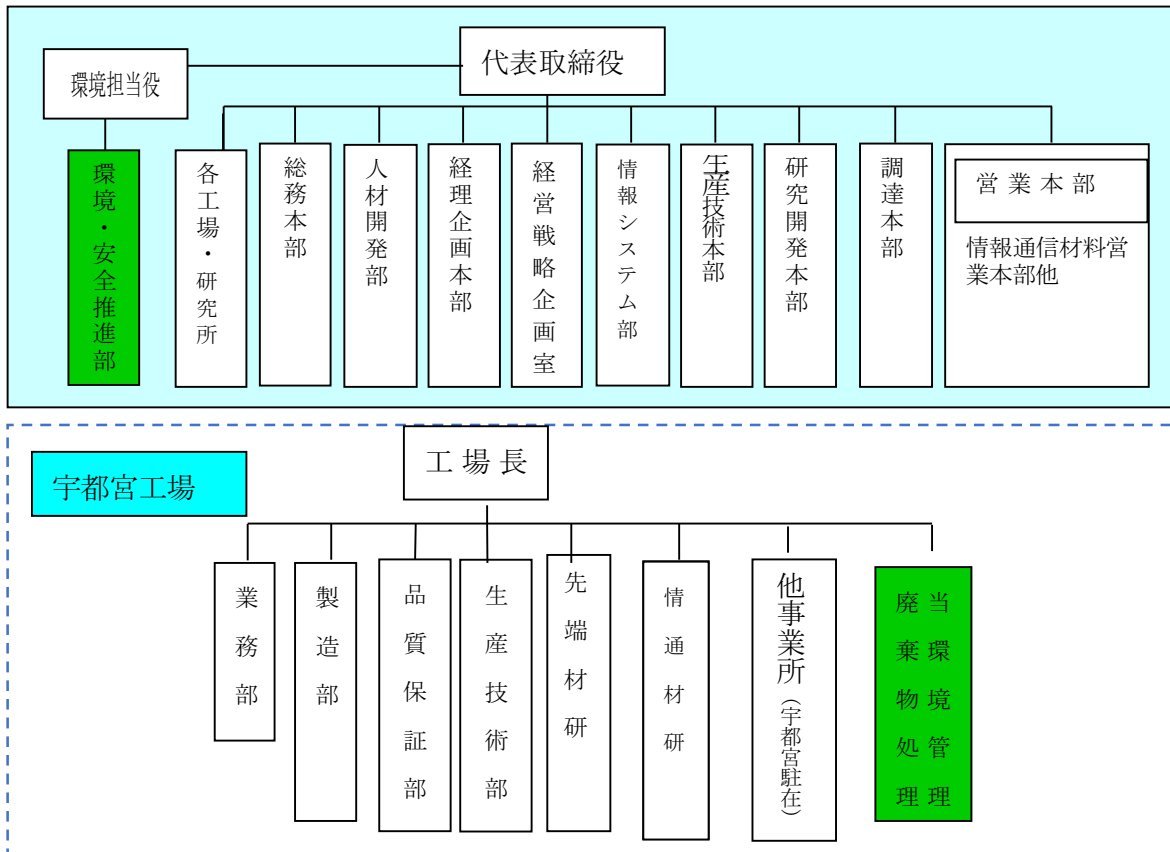 代表取締役
環境担当役
環境・安全推進部
各工場・研究所
総務本部
人材開発部
経理企画本部
経営戦略企画室
情報システム部
生産技術本部
研究開発本部
調達本部
営業本部
情報通信材料営
業本部他
工場長
宇都宮工場
業務部
製造部
品質保証部
生産技術部
先端材研
情通材研
他事業所(宇都宮駐在)
当環境管理
廃棄物処理